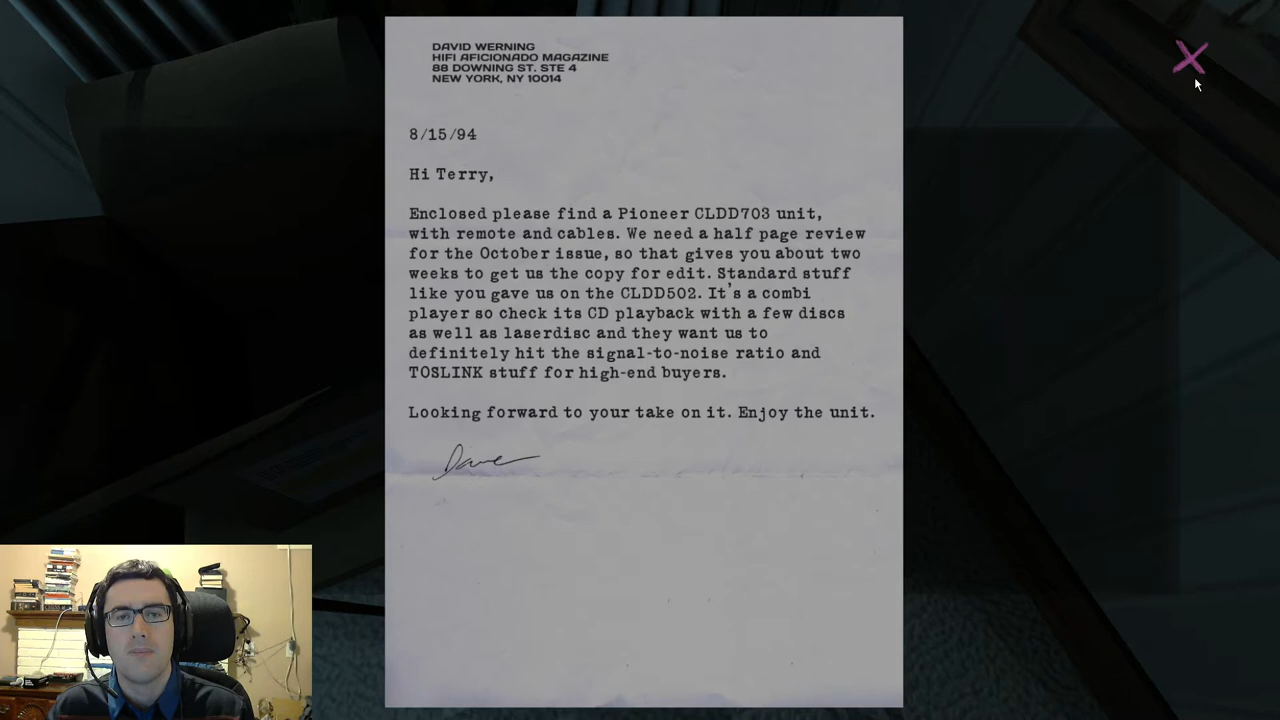 DAVID WERNING
HIFI AFICIONADO MAGAZINE
88 DOWNING ST. STE 4
NEW YORK, NY 10014
8/15/94
Hi Terry,
Enclosed please find a Pioneer CLDD703 unit,
with remote and cables. We need a half page review
for the October issue, so that gives you about two
weeks to get us the copy for edit. Standard stuff
like you gave us on the CLDD502. It's a combi
player so check its CD playback with a few discs
as well as laserdisc and they want us to
definitely hit the signal-to-noise ratio and
TOSLINK stuff for high-end buyers.
Looking forward to your take on it. Enjoy the unit.
Dave